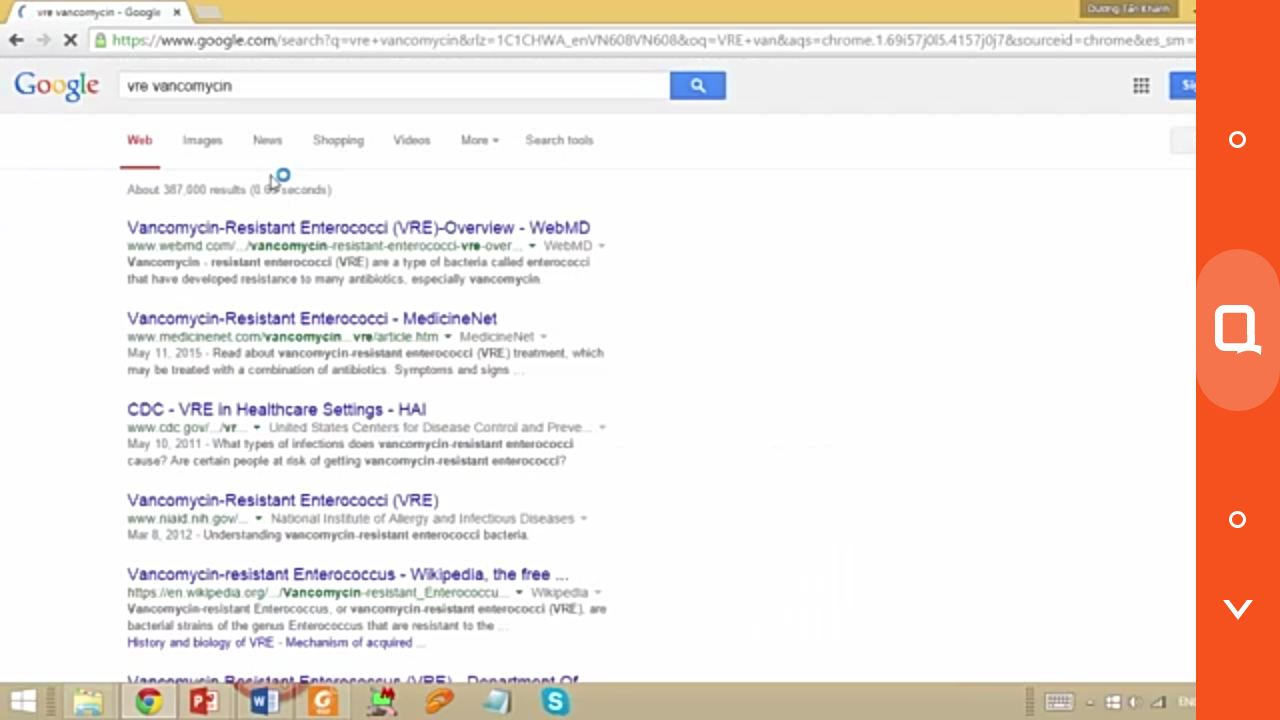 vre vancomycin - Google
Dương Tấn Khanh
https://www.google.com/search?q=vre+vancomycin&rlz=1C1CHWA_enVN608VN608&oq=VRE+van&aqs=chrome.1.69i57j0l5.4157j0j7&sourceid=chrome&es_sm=
Google
vre vancomycin
Web Images News Shopping Videos More Search tools
About 387,000 results (0. seconds)
Vancomycin-Resistant Enterococci (VRE)-Overview - WebMD
www.webmd.com/.../vancomycin-resistant-enterococci-vre-over... WebMD
Vancomycin - resistant enterococci (VRE) are a type of bacteria called enterococci
that have developed resistance to many antibiotics, especially vancomycin.
Vancomycin-Resistant Enterococci - MedicineNet
www.medicinenet.com/vancomycin...vre/article.htm MedicineNet
May 11, 2015 - Read about vancomycin-resistant enterococci (VRE) treatment, which
may be treated with a combination of antibiotics. Symptoms and signs ...
CDC - VRE in Healthcare Settings - HAI
www.cdc.gov/.../vr... United States Centers for Disease Control and Preve...
May 10, 2011 - What types of infections does vancomycin-resistant enterococci
cause? Are certain people at risk of getting vancomycin-resistant enterococci?
Vancomycin-Resistant Enterococci (VRE)
www.niaid.nih.gov/... National Institute of Allergy and Infectious Diseases
Mar 8, 2012 - Understanding vancomycin-resistant enterococci bacteria.
Vancomycin-resistant Enterococcus - Wikipedia, the free ...
https://en.wikipedia.org/.../Vancomycin-resistant_Enterococcu... Wikipedia
Vancomycin-resistant Enterococcus, or vancomycin-resistant enterococci (VRE), are
bacterial strains of the genus Enterococcus that are resistant to the ...
History and biology of VRE - Mechanism of acquired ...
Vancomycin Resistant Enterococcus (VRE) - Department Of